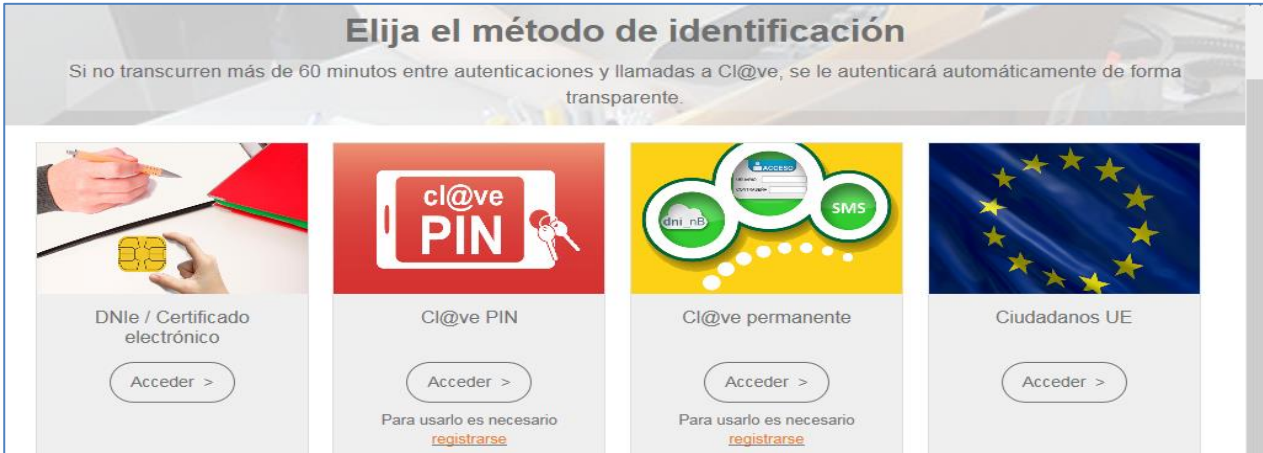 Elija el método de identificación
Si no transcurren más de 60 minutos entre autenticaciones y llamadas a Cl@ve, se le autenticará automáticamente de forma
transparente.
cl@ve
PIN
ACCESO
USUARIO
CONTRASEÑA
dni_nB
SMS
DNIe / Certificado
electrónico
Acceder >
Cl@ve PIN
Acceder >
Para usarlo es necesario
registrarse
Cl@ve permanente
Acceder >
Para usarlo es necesario
registrarse
Ciudadanos UE
Acceder >